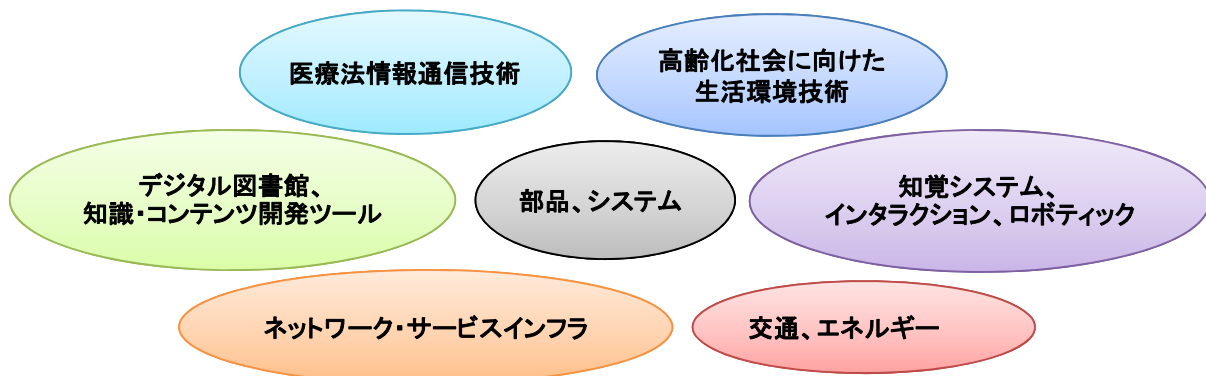 医療法情報通信技術
高齢化社会に向けた
生活環境技術
デジタル図書館、
知識・コンテンツ開発ツール
部品、システム
知覚システム、
インタラクション、ロボティック
ネットワーク・サービスインフラ
交通、エネルギー